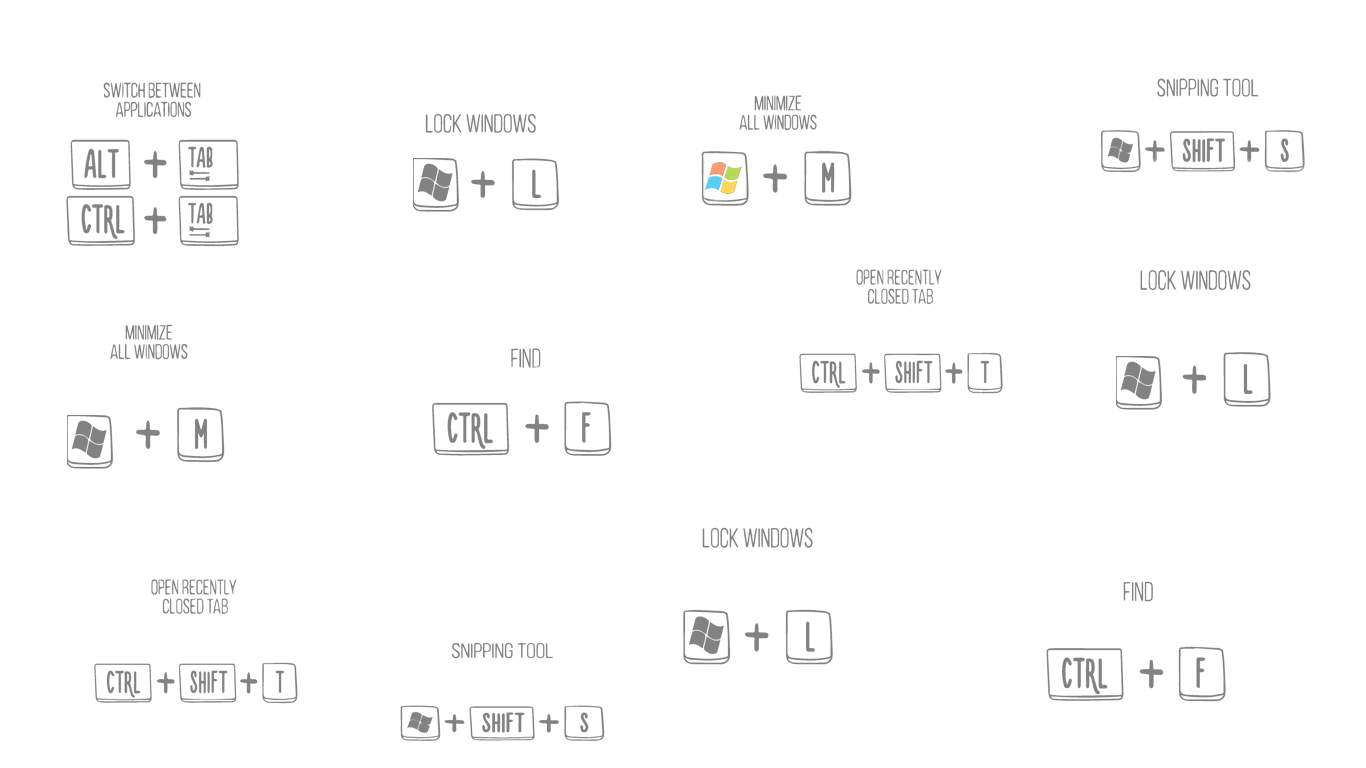 SWITCH BETWEEN
APPLICATIONS
ALT + TAB
CTRL + TAB
LOCK WINDOWS
+ L
MINIMIZE
ALL WINDOWS
+ M
SNIPPING TOOL
+ SHIFT + S
MINIMIZE
ALL WINDOWS
+ M
FIND
CTRL + F
OPEN RECENTLY
CLOSED TAB
CTRL + SHIFT + T
LOCK WINDOWS
+ L
OPEN RECENTLY
CLOSED TAB
CTRL + SHIFT + T
SNIPPING TOOL
+ SHIFT + S
LOCK WINDOWS
+ L
FIND
CTRL + F